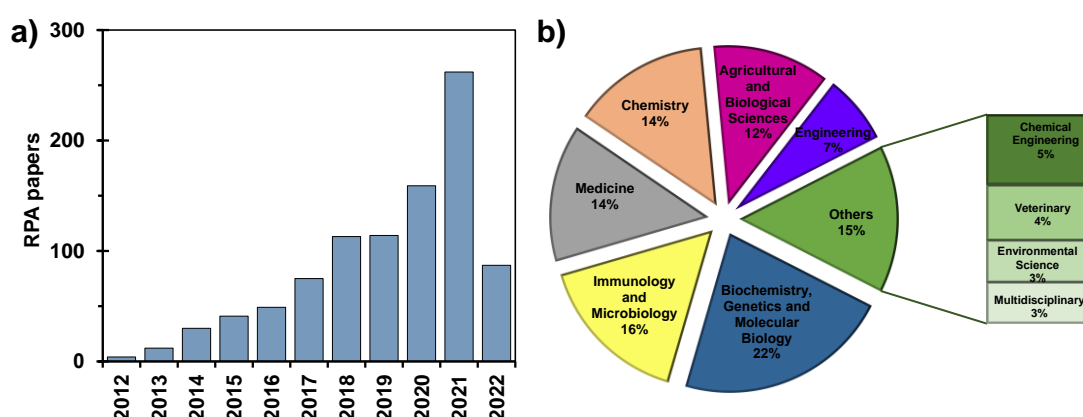 a)
RPA papers
300
200
100
0
2012
2013
2014
2015
2016
2017
2018
2019
2020
2021
2022
b)
Agricultural
and
Biological
Sciences
12%
Engineering
7%
Others
15%
Biochemistry,
Genetics and
Molecular
Biology
22%
Immunology
and
Microbiology
16%
Medicine
14%
Chemistry
14%
Chemical
Engineering
5%
Veterinary
4%
Environmental
Science
3%
Multidisciplinary
3%